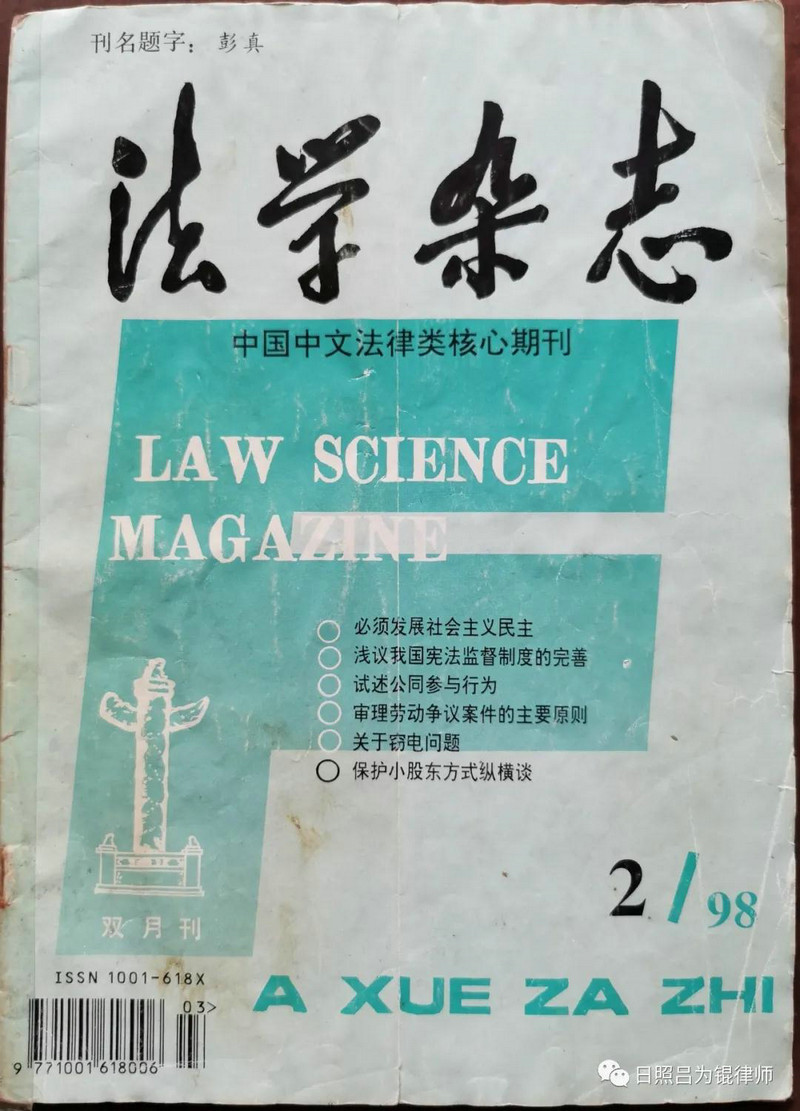 刊名题字：彭真
法学杂志
中国中文法律类核心期刊
LAW SCIENCE
MAGAZINE
必须发展社会主义民主
浅议我国宪法监督制度的完善
试述公同参与行为
审理劳动争议案件的主要原则
关于窃电问题
保护小股东方式纵横谈
2/98
双月刊
ISSN 1001-618X
03>
A XUE ZA ZHI
9 771001 618006
日照吕为锟律师